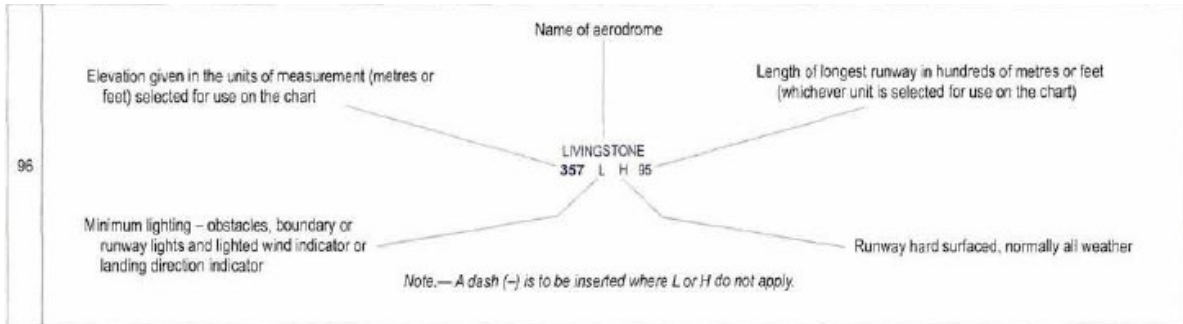 Name of aerodrome
Elevation given in the units of measurement (metres or
feet) selected for use on the chart
Length of longest runway in hundreds of metres or feet
(whichever unit is selected for use on the chart)
96
LIVINGSTONE
357 L H 95
Minimum lighting – obstacles, boundary or
runway lights and lighted wind indicator or
landing direction indicator
Runway hard surfaced, normally all weather
Note.— A dash (–) is to be inserted where L or H do not apply.